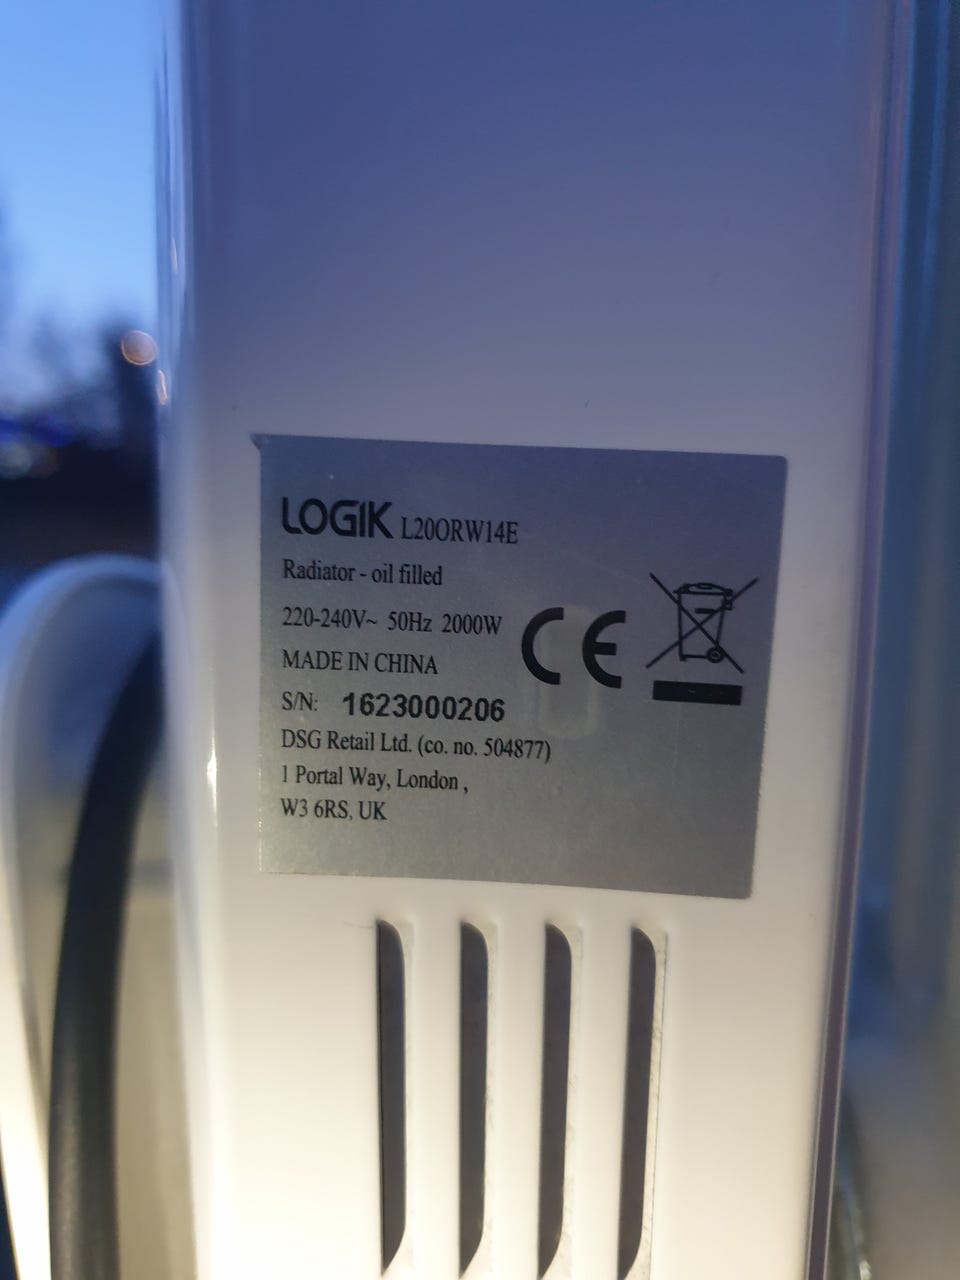 LOGIK L20ORW14E
Radiator - oil filled
220-240V~ 50Hz 2000W
MADE IN CHINA
S/N: 1623000206
DSG Retail Ltd. (co. no. 504877)
1 Portal Way, London ,
W3 6RS, UK
CE